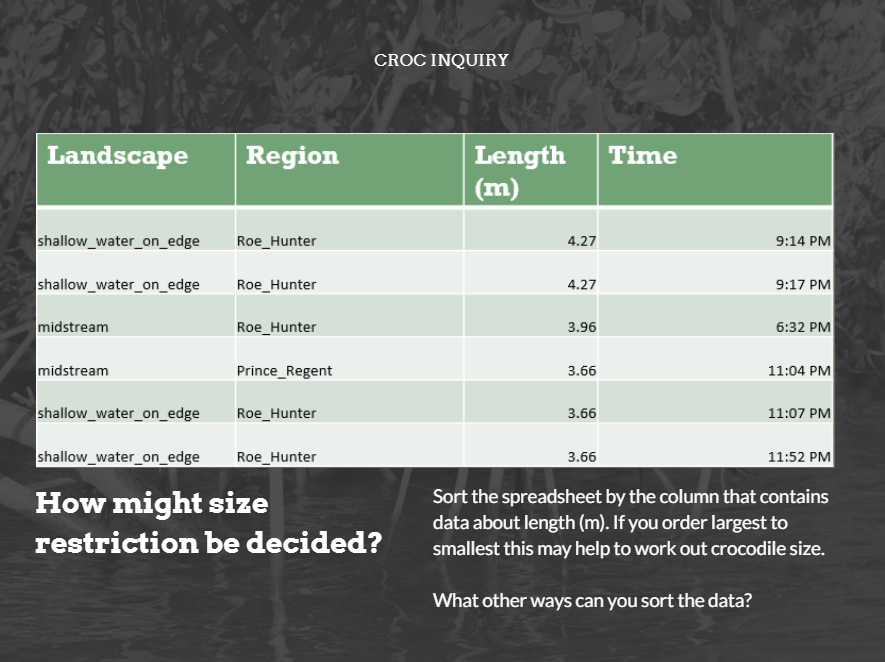 CROC INQUIRY
Landscape Region Length (m) Time
shallow_water_on_edge Roe_Hunter 4.27 9:14 PM
shallow_water_on_edge Roe_Hunter 4.27 9:17 PM
midstream Roe_Hunter 3.96 6:32 PM
midstream Prince_Regent 3.66 11:04 PM
shallow_water_on_edge Roe_Hunter 3.66 11:07 PM
shallow_water_on_edge Roe_Hunter 3.66 11:52 PM
How might size
restriction be decided?
Sort the spreadsheet by the column that contains
data about length (m). If you order largest to
smallest this may help to work out crocodile size.
What other ways can you sort the data?